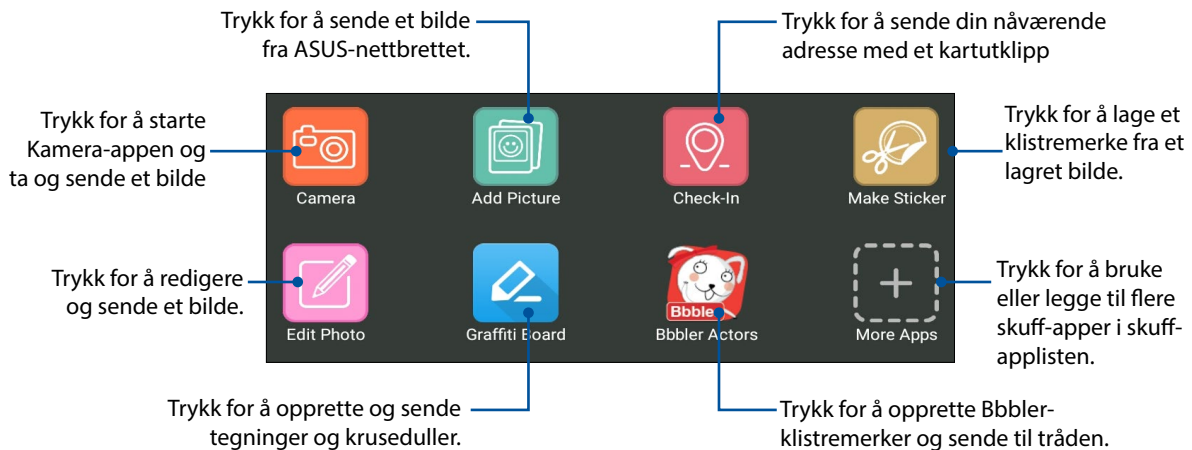 Trykk for å sende et bilde
fra ASUS-nettbrettet.
Trykk for å sende din nåværende
adresse med et kartutklipp
Trykk for å starte
Kamera-appen og
ta og sende et bilde
Trykk for å lage et
klistremerke fra et
lagret bilde.
Camera
Add Picture
Check-In
Make Sticker
Trykk for å redigere
og sende et bilde.
Trykk for å bruke
eller legge til flere
skuff-apper i skuff-
applisten.
Bbbler
Edit Photo
Graffiti Board
Bbbler Actors
More Apps
Trykk for å opprette og sende
tegninger og kruseduller.
Trykk for å opprette Bbbler-
klistremerker og sende til tråden.